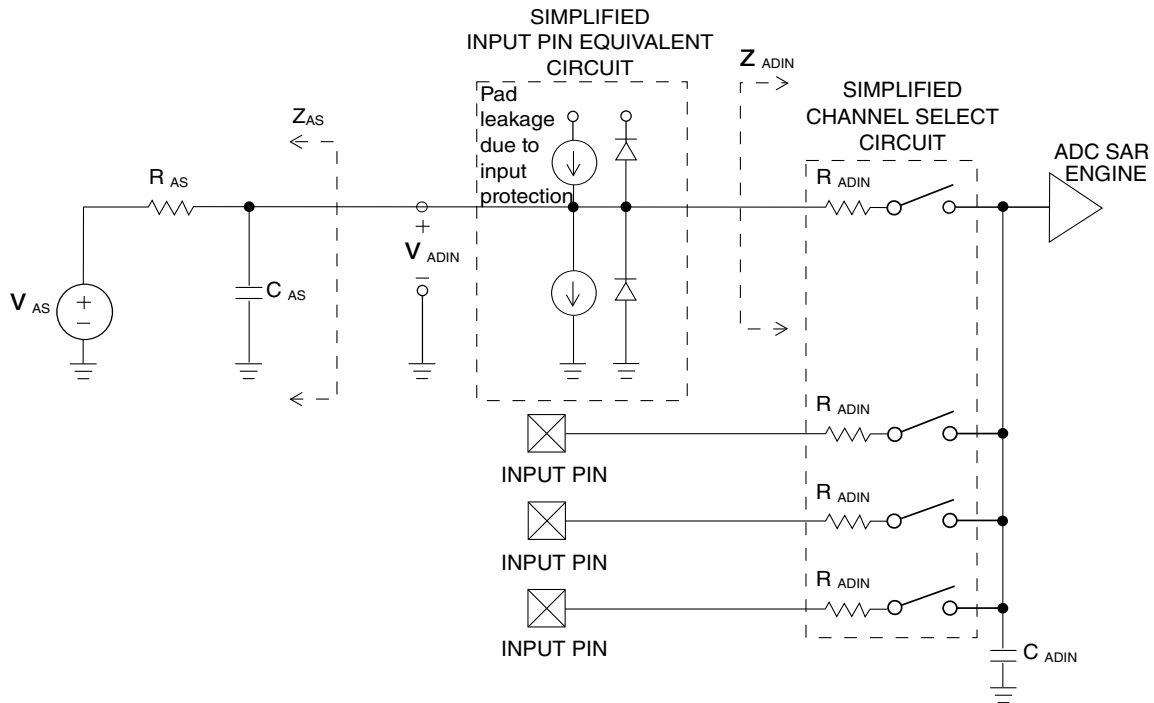 SIMPLIFIED
INPUT PIN EQUIVALENT
CIRCUIT
Pad
leakage
due to
input
protection
Z ADIN
SIMPLIFIED
CHANNEL SELECT
CIRCUIT
ADC SAR
ENGINE
ZAS
R AS
R ADIN
+
V ADIN
–
C AS
V AS
+
–
R ADIN
INPUT PIN
R ADIN
INPUT PIN
R ADIN
INPUT PIN
C ADIN